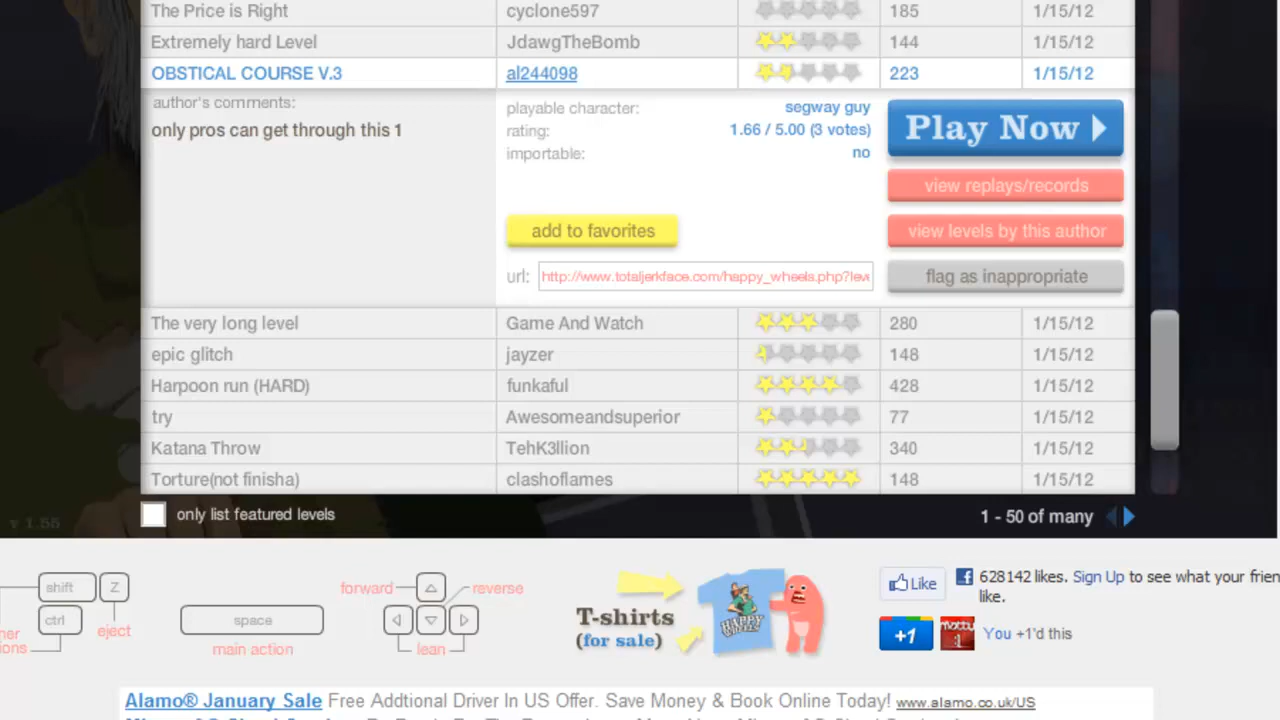 The Price is Right cyclone597 185 1/15/12
Extremely hard Level JdawgTheBomb 144 1/15/12
OBSTICAL COURSE V.3 al244098 223 1/15/12
author's comments:
only pros can get through this 1
playable character: segway guy
rating: 1.66 / 5.00 (3 votes)
importable: no
Play Now
view replays/records
add to favorites
view levels by this author
url: http://www.totaljerkface.com/happy_wheels.php?lev
flag as inappropriate
The very long level Game And Watch 280 1/15/12
epic glitch jayzer 148 1/15/12
Harpoon run (HARD) funkaful 428 1/15/12
try Awesomeandsuperior 77 1/15/12
Katana Throw TehK3llion 340 1/15/12
Torture(not finisha) clashoflames 148 1/15/12
v 1.55
only list featured levels
1 - 50 of many
shift Z
ctrl
eject
space
main action
forward
reverse
lean
T-shirts
(for sale)
HAPPY WHEELS
Like
628142 likes. Sign Up to see what your frien
like.
+1
You +1'd this
Alamo® January Sale Free Addtional Driver In US Offer. Save Money & Book Online Today! www.alamo.co.uk/US